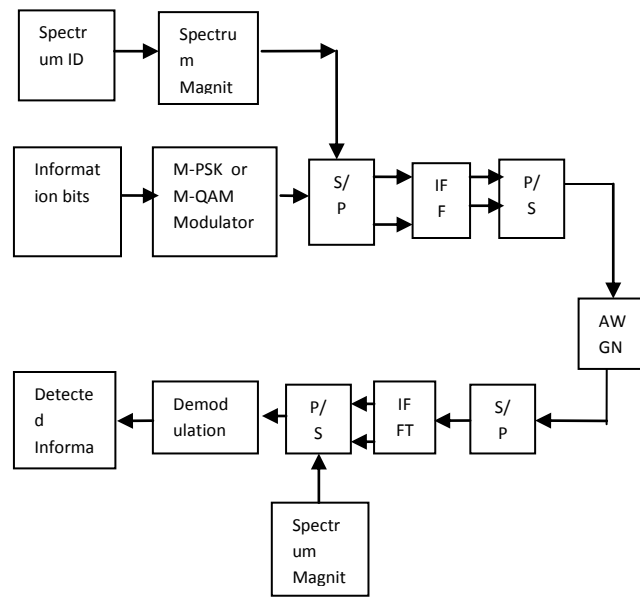 Spectr
um ID
Spectru
m
Magnit
Informat
ion bits
M-PSK or
M-QAM
Modulator
S/
P
IF
F
P/
S
AW
GN
Detecte
d
Informa
Demod
ulation
P/
S
IF
FT
S/
P
Spectr
um
Magnit